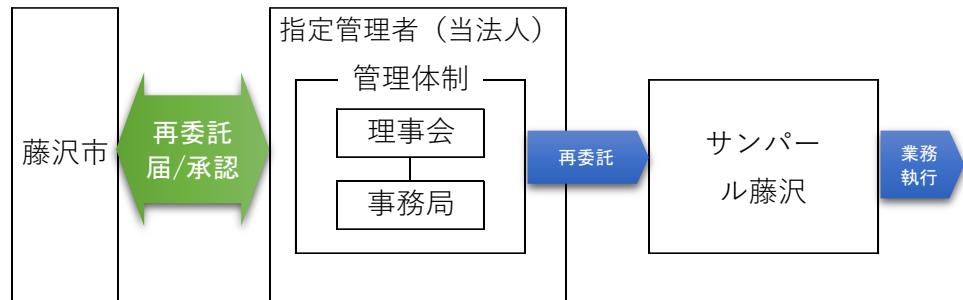 藤沢市
再委託
届/承認
指定管理者（当法人）
管理体制
理事会
事務局
再委託
サンパー
ル藤沢
業務
執行